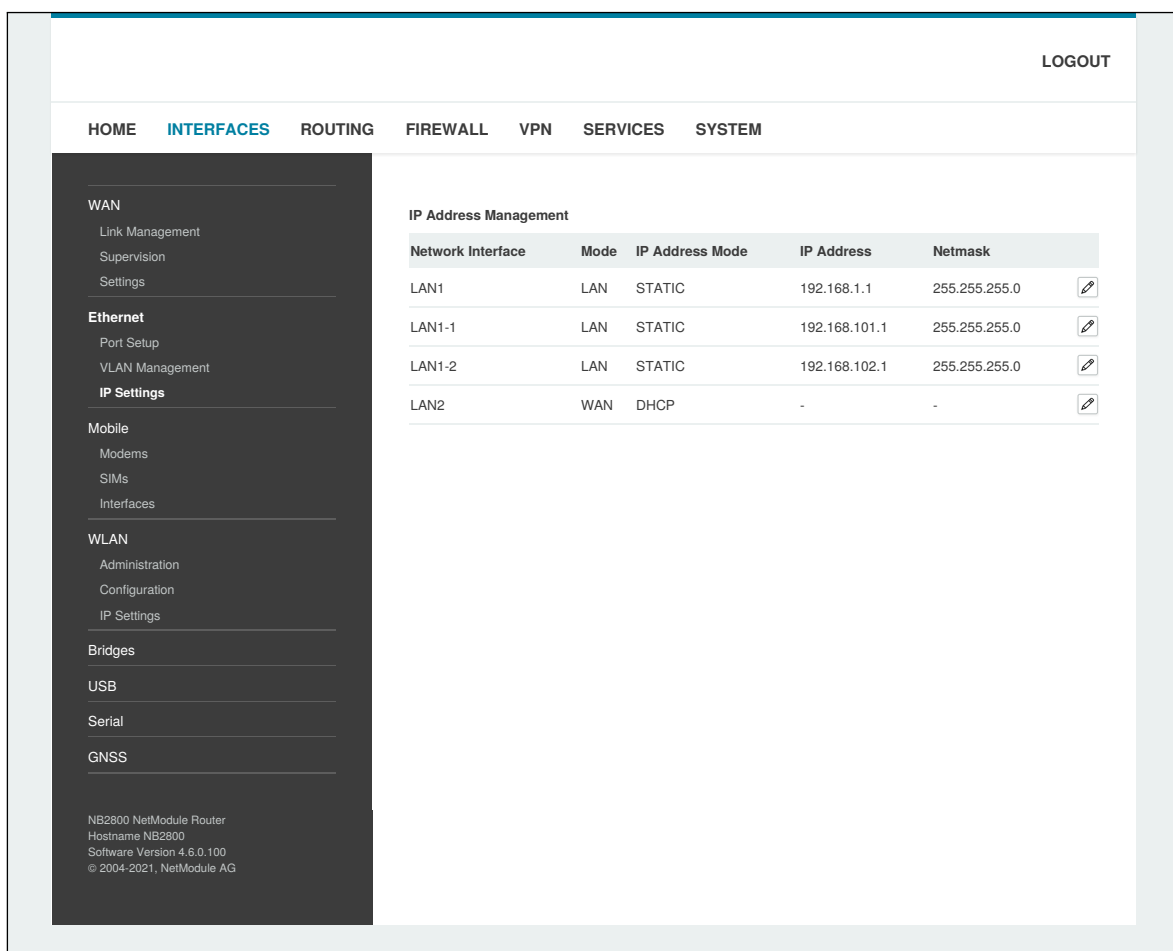 LOGOUT
HOME INTERFACES ROUTING FIREWALL VPN SERVICES SYSTEM
WAN
Link Management
Supervision
Settings
Ethernet
Port Setup
VLAN Management
IP Settings
Mobile
Modems
SIMs
Interfaces
WLAN
Administration
Configuration
IP Settings
Bridges
USB
Serial
GNSS
NB2800 NetModule Router
Hostname NB2800
Software Version 4.6.0.100
© 2004-2021, NetModule AG
IP Address Management
Network Interface Mode IP Address Mode IP Address Netmask
LAN1 LAN STATIC 192.168.1.1 255.255.255.0
LAN1-1 LAN STATIC 192.168.101.1 255.255.255.0
LAN1-2 LAN STATIC 192.168.102.1 255.255.255.0
LAN2 WAN DHCP - -